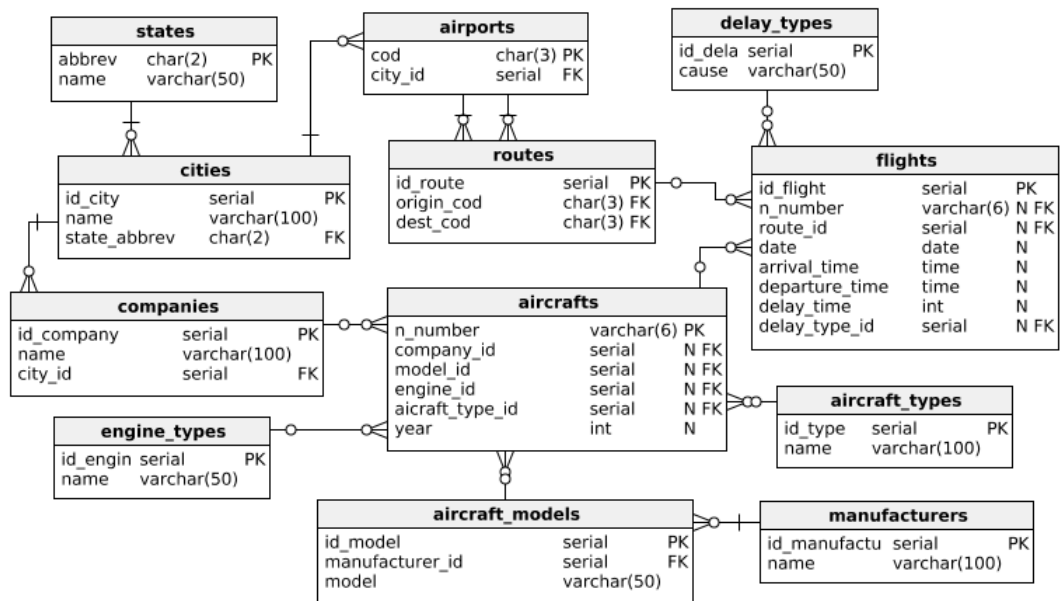 states
abbrev char(2) PK
name varchar(50)
airports
cod char(3) PK
city_id serial FK
delay_types
id_dela serial PK
cause varchar(50)
cities
id_city serial PK
name varchar(100)
state_abbrev char(2) FK
routes
id_route serial PK
origin_cod char(3) FK
dest_cod char(3) FK
flights
id_flight serial PK
n_number varchar(6) N FK
route_id serial N FK
date date N
arrival_time time N
departure_time time N
delay_time int N
delay_type_id serial N FK
companies
id_company serial PK
name varchar(100)
city_id serial FK
aircrafts
n_number varchar(6) PK
company_id serial N FK
model_id serial N FK
engine_id serial N FK
aicraft_type_id serial N FK
year int N
engine_types
id_engin serial PK
name varchar(50)
aircraft_types
id_type serial PK
name varchar(100)
aircraft_models
id_model serial PK
manufacturer_id serial FK
model varchar(50)
manufacturers
id_manufactu serial PK
name varchar(100)